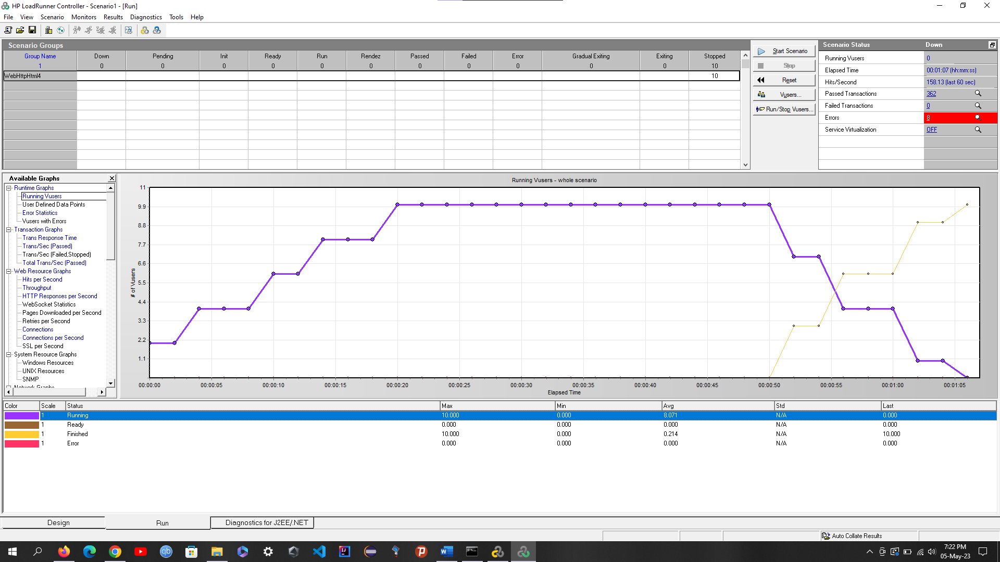 HP LoadRunner Controller - Scenario1 - [Run]
File View Scenario Monitors Results Diagnostics Tools Help
Scenario Groups
Group Name Down Pending Init Ready Run Rendez Passed Failed Error Gradual Exiting Exiting Stopped
1 0 0 0 0 0 0 0 0 0 0 0 10
WebHttpHtml4 10
Start Scenario
Stop
Reset
Vusers...
Run/Stop Vusers...
Scenario Status Down
Running Vusers 0
Elapsed Time 00:01:07 (hh:mm:ss)
Hits/Second 158.13 (last 60 sec)
Passed Transactions 362
Failed Transactions 0
Errors 8
Service Virtualization OFF
Available Graphs
Runtime Graphs
Running Vusers
User Defined Data Points
Error Statistics
Vusers with Errors
Transaction Graphs
Trans Response Time
Trans/Sec (Passed)
Trans/Sec (Failed,Stopped)
Total Trans/Sec (Passed)
Web Resource Graphs
Hits per Second
Throughput
HTTP Responses per Second
WebSocket Statistics
Pages Downloaded per Second
Retries per Second
Connections
Connections per Second
SSL per Second
System Resource Graphs
Windows Resources
UNIX Resources
SNMP
Network Graphs
Running Vusers - whole scenario
11
9.9
8.8
7.7
6.6
5.5
4.4
3.3
2.2
1.1
# of Vusers
00:00:00 00:00:05 00:00:10 00:00:15 00:00:20 00:00:25 00:00:30 00:00:35 00:00:40 00:00:45 00:00:50 00:00:55 00:01:00 00:01:05
Elapsed Time
Color Scale Status Max Min Avg Std Last
1 Running 10.000 0.000 8.071 N/A 0.000
1 Ready 0.000 0.000 0.000 N/A 0.000
1 Finished 10.000 0.000 0.214 N/A 10.000
1 Error 0.000 0.000 0.000 N/A 0.000
Design Run Diagnostics for J2EE/.NET
Auto Collate Results
7:22 PM
05-May-23